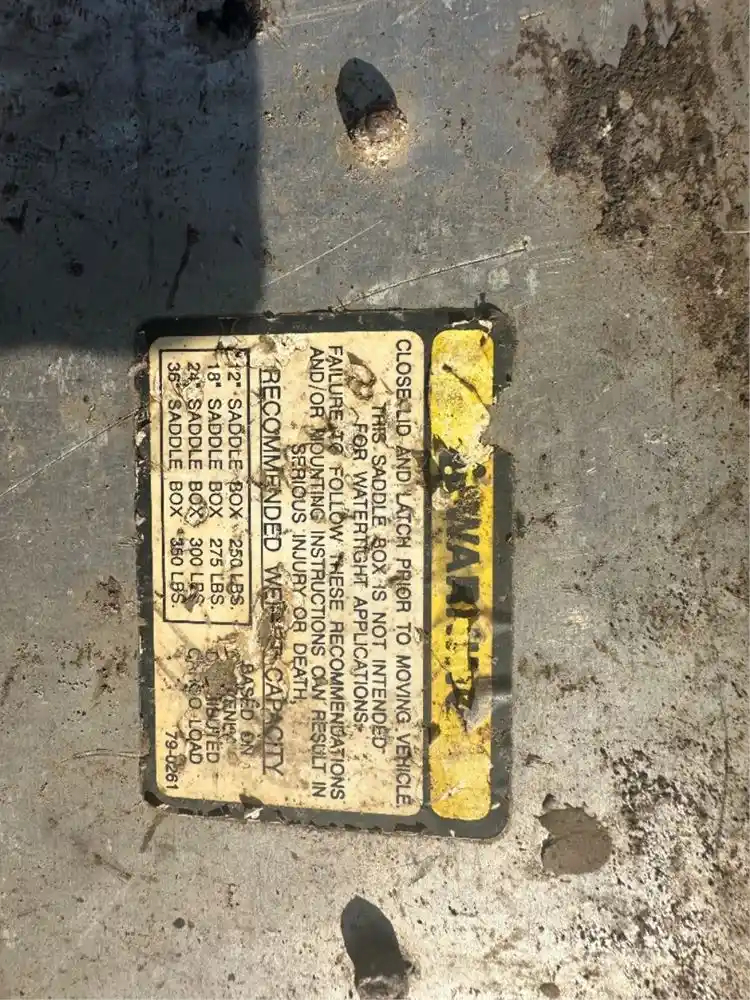 WARNING
CLOSE LID AND LATCH PRIOR TO MOVING VEHICLE
THIS SADDLE BOX IS NOT INTENDED
FOR WATERTIGHT APPLICATIONS
FAILURE TO FOLLOW THESE RECOMMENDATIONS
AND/OR MOUNTING INSTRUCTIONS CAN RESULT IN
SERIOUS INJURY OR DEATH.
RECOMMENDED WEIGHT CAPACITY
12" SADDLE BOX 250 LBS.
18" SADDLE BOX 275 LBS.
24" SADDLE BOX 300 LBS.
36" SADDLE BOX 350 LBS.
BASED ON
CARGO LOAD
79-0261